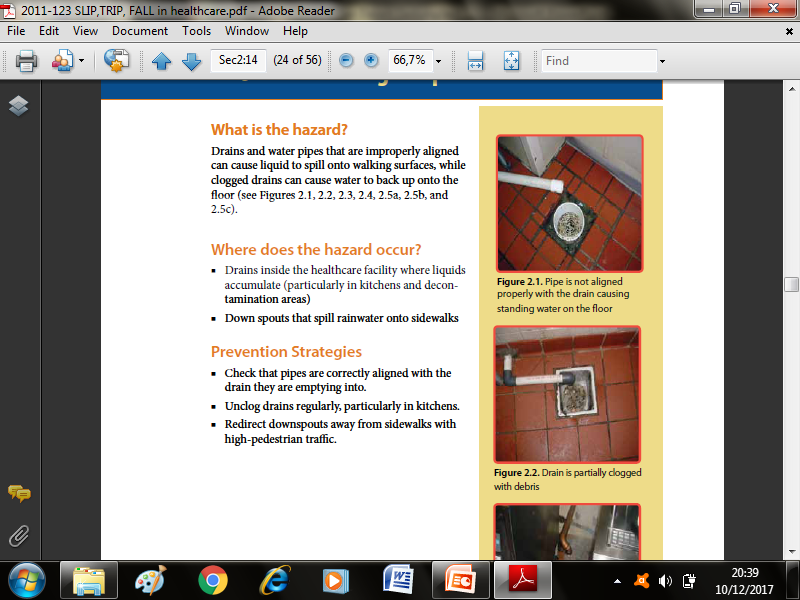 2011-123 SLIP,TRIP, FALL in healthcare.pdf - Adobe Reader
File Edit View Document Tools Window Help
Sec2:14 (24 of 56) 66,7% Find
What is the hazard?
Drains and water pipes that are improperly aligned
can cause liquid to spill onto walking surfaces, while
clogged drains can cause water to back up onto the
floor (see Figures 2.1, 2.2, 2.3, 2.4, 2.5a, 2.5b, and
2.5c).
Where does the hazard occur?
▪ Drains inside the healthcare facility where liquids
accumulate (particularly in kitchens and decon-
tamination areas)
▪ Down spouts that spill rainwater onto sidewalks
Prevention Strategies
▪ Check that pipes are correctly aligned with the
drain they are emptying into.
▪ Unclog drains regularly, particularly in kitchens.
▪ Redirect downspouts away from sidewalks with
high-pedestrian traffic.
Figure 2.1. Pipe is not aligned
properly with the drain causing
standing water on the floor
Figure 2.2. Drain is partially clogged
with debris
20:39
10/12/2017